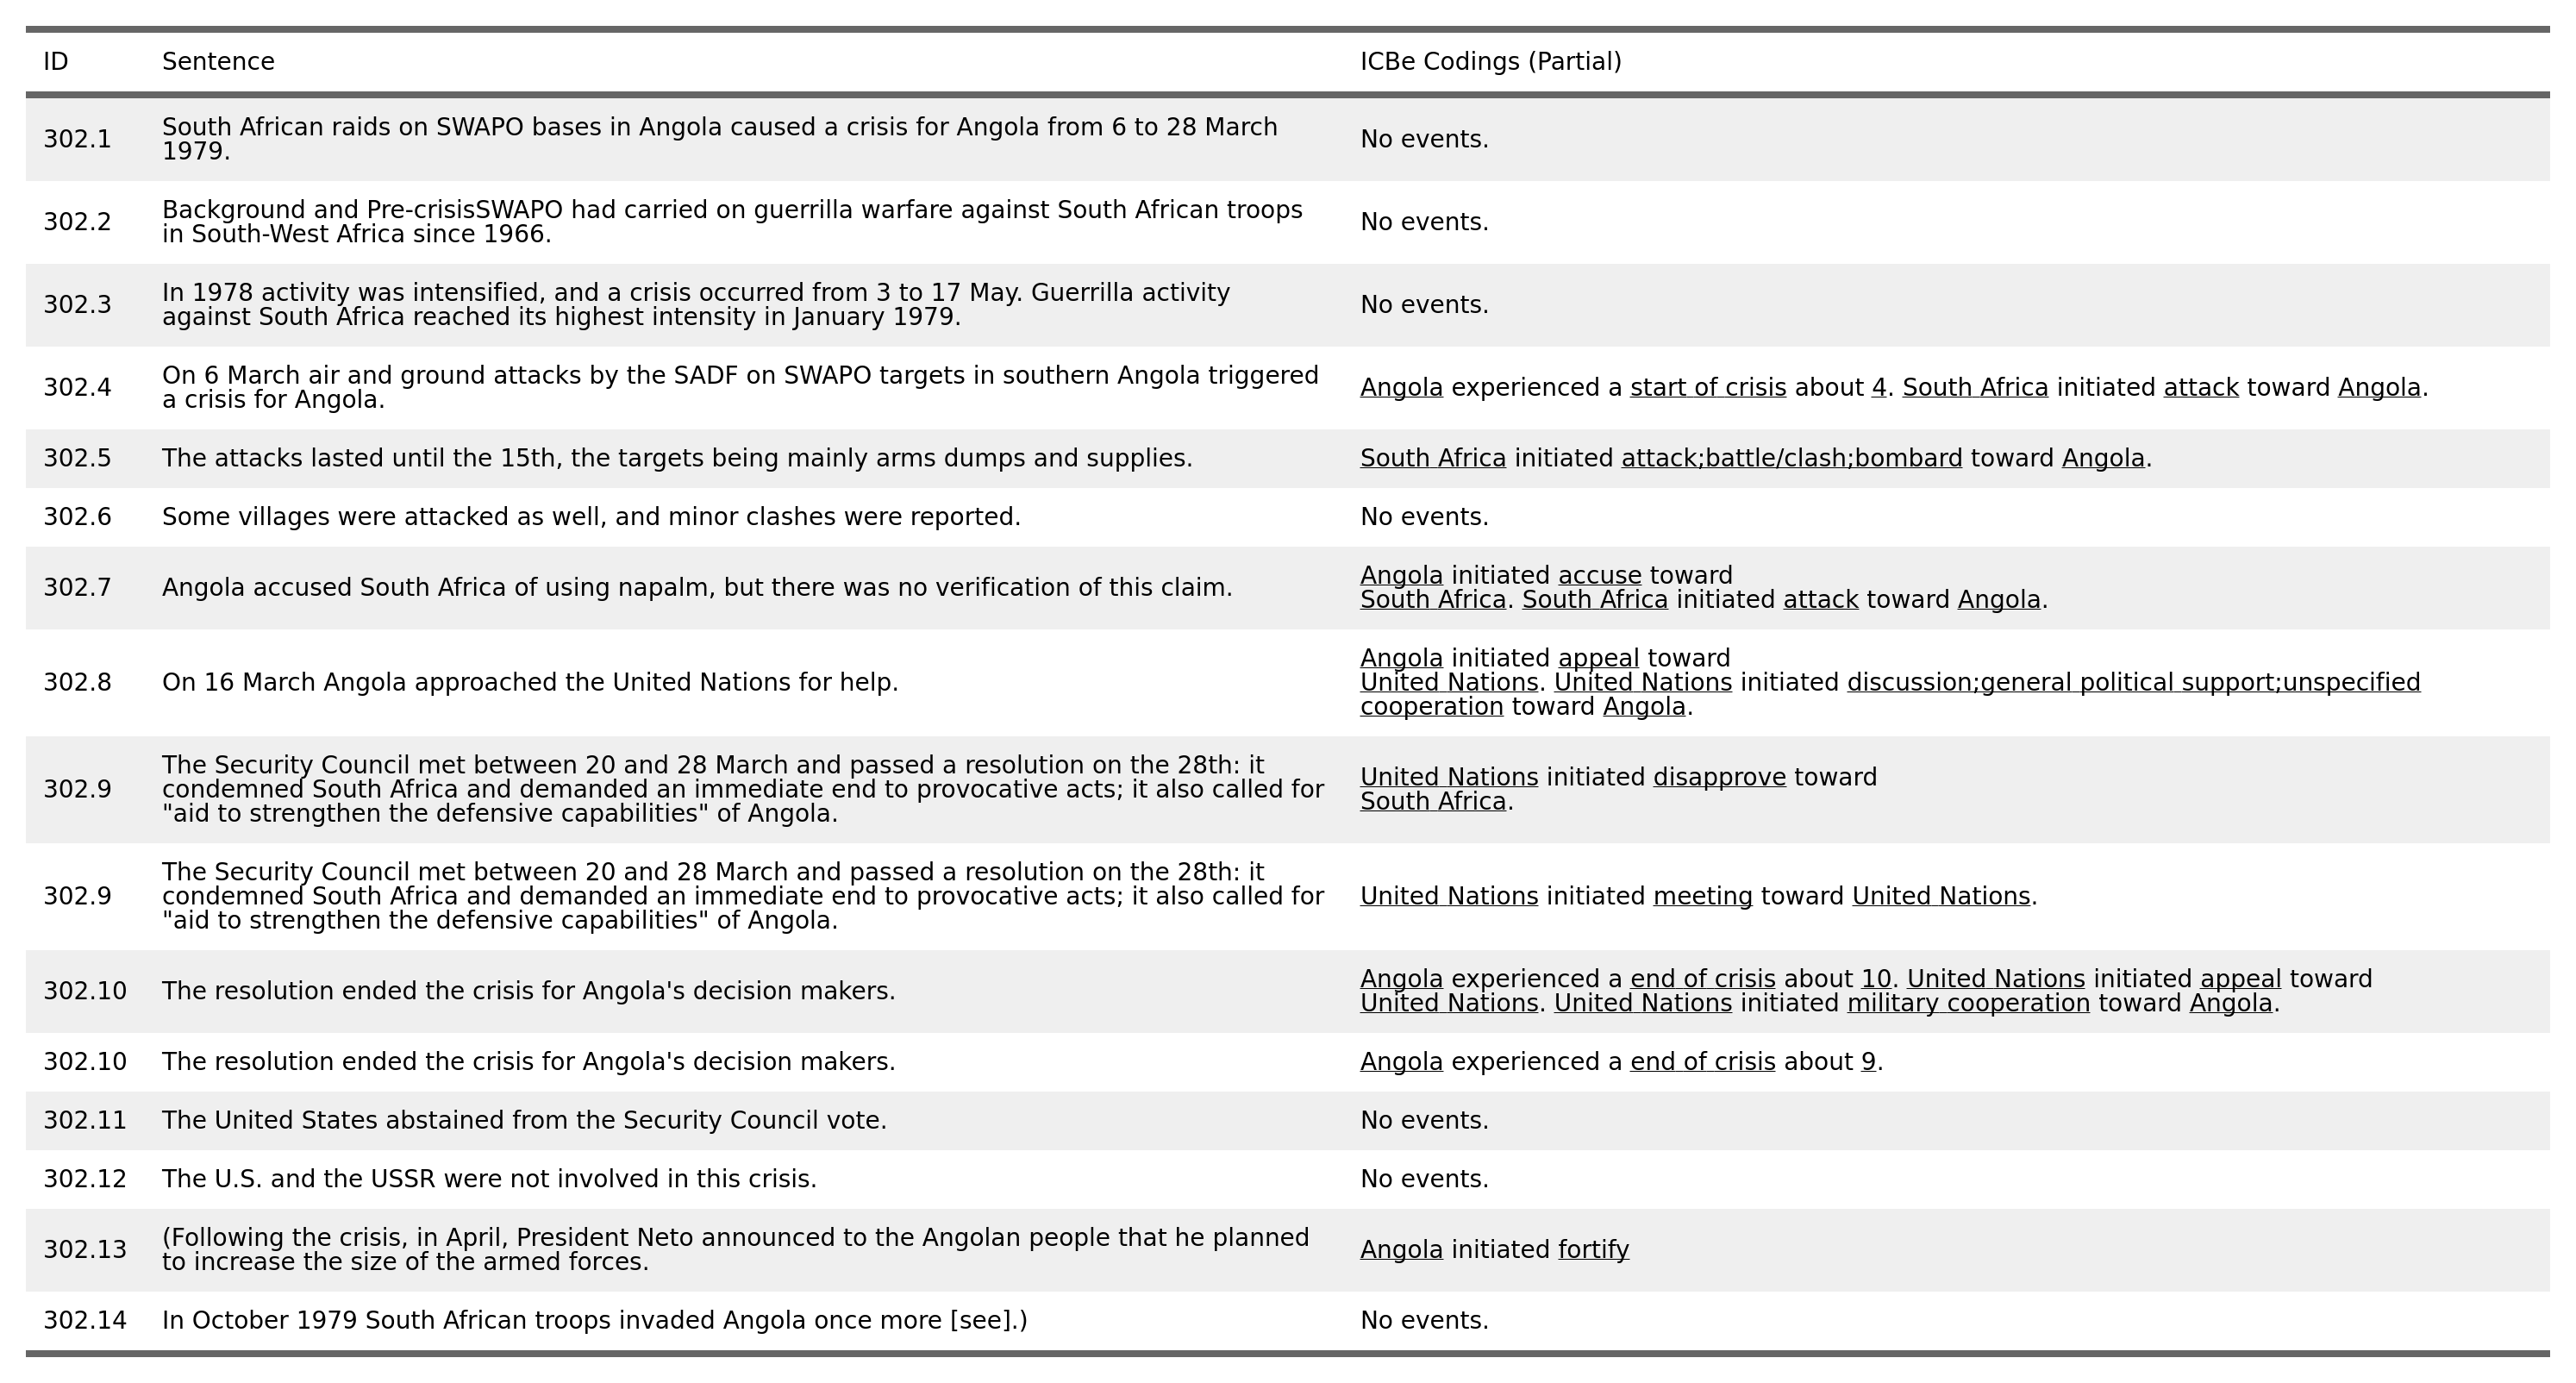 ID Sentence ICBe Codings (Partial)
302.1 South African raids on SWAPO bases in Angola caused a crisis for Angola from 6 to 28 March
1979. No events.
302.2 Background and Pre-crisisSWAPO had carried on guerrilla warfare against South African troops
in South-West Africa since 1966. No events.
302.3 In 1978 activity was intensified, and a crisis occurred from 3 to 17 May. Guerrilla activity
against South Africa reached its highest intensity in January 1979. No events.
302.4 On 6 March air and ground attacks by the SADF on SWAPO targets in southern Angola triggered
a crisis for Angola. Angola experienced a start of crisis about 4. South Africa initiated attack toward Angola.
302.5 The attacks lasted until the 15th, the targets being mainly arms dumps and supplies. South Africa initiated attack;battle/clash;bombard toward Angola.
302.6 Some villages were attacked as well, and minor clashes were reported. No events.
302.7 Angola accused South Africa of using napalm, but there was no verification of this claim. Angola initiated accuse toward
South Africa. South Africa initiated attack toward Angola.
302.8 On 16 March Angola approached the United Nations for help. Angola initiated appeal toward
United Nations. United Nations initiated discussion;general political support;unspecified
cooperation toward Angola.
302.9 The Security Council met between 20 and 28 March and passed a resolution on the 28th: it
condemned South Africa and demanded an immediate end to provocative acts; it also called for
"aid to strengthen the defensive capabilities" of Angola. United Nations initiated disapprove toward
South Africa.
302.9 The Security Council met between 20 and 28 March and passed a resolution on the 28th: it
condemned South Africa and demanded an immediate end to provocative acts; it also called for
"aid to strengthen the defensive capabilities" of Angola. United Nations initiated meeting toward United Nations.
302.10 The resolution ended the crisis for Angola's decision makers. Angola experienced a end of crisis about 10. United Nations initiated appeal toward
United Nations. United Nations initiated military cooperation toward Angola.
302.10 The resolution ended the crisis for Angola's decision makers. Angola experienced a end of crisis about 9.
302.11 The United States abstained from the Security Council vote. No events.
302.12 The U.S. and the USSR were not involved in this crisis. No events.
302.13 (Following the crisis, in April, President Neto announced to the Angolan people that he planned
to increase the size of the armed forces. Angola initiated fortify
302.14 In October 1979 South African troops invaded Angola once more [see].) No events.